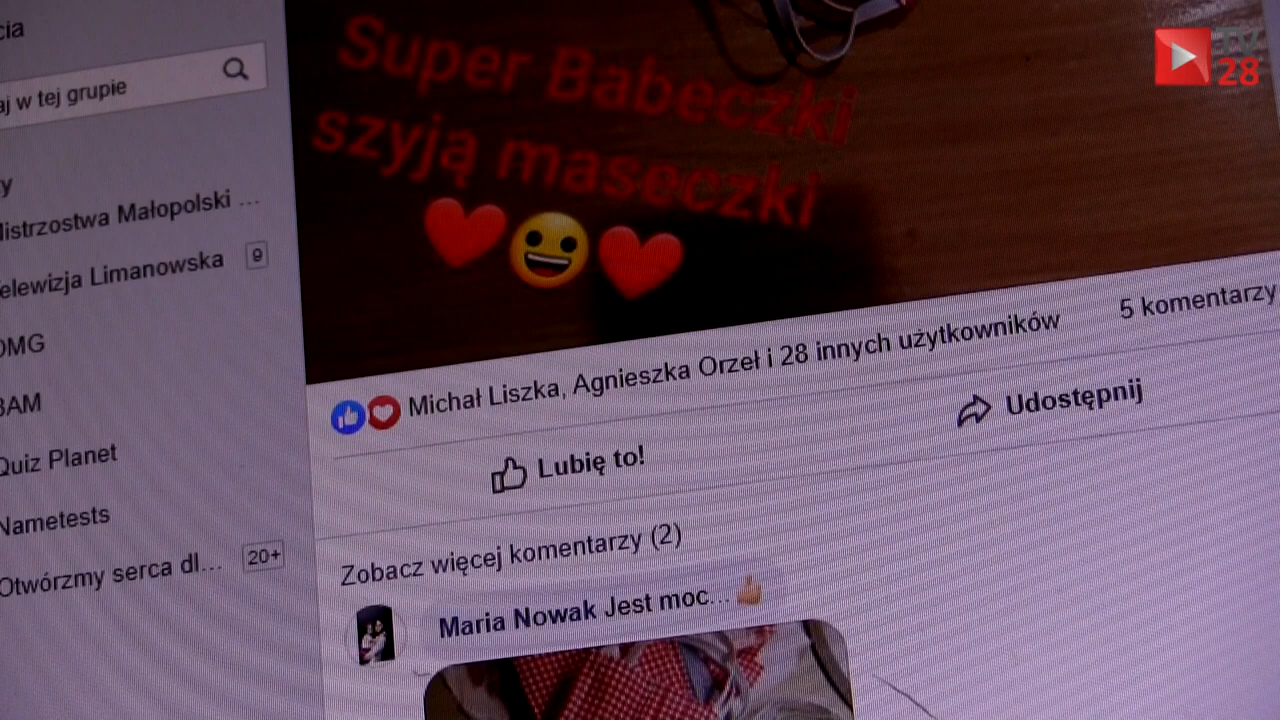 cia
aj w tej grupie
y
Mistrzostwa Małopolski ...
elewizja Limanowska 9
OMG
BAM
Quiz Planet
Nametests
Otwórzmy serca dl... 20+
TV
28
Super Babeczki
szyją maseczki
Michał Liszka, Agnieszka Orzeł i 28 innych użytkowników
5 komentarzy
Lubię to!
Udostępnij
Zobacz więcej komentarzy (2)
Maria Nowak Jest moc...